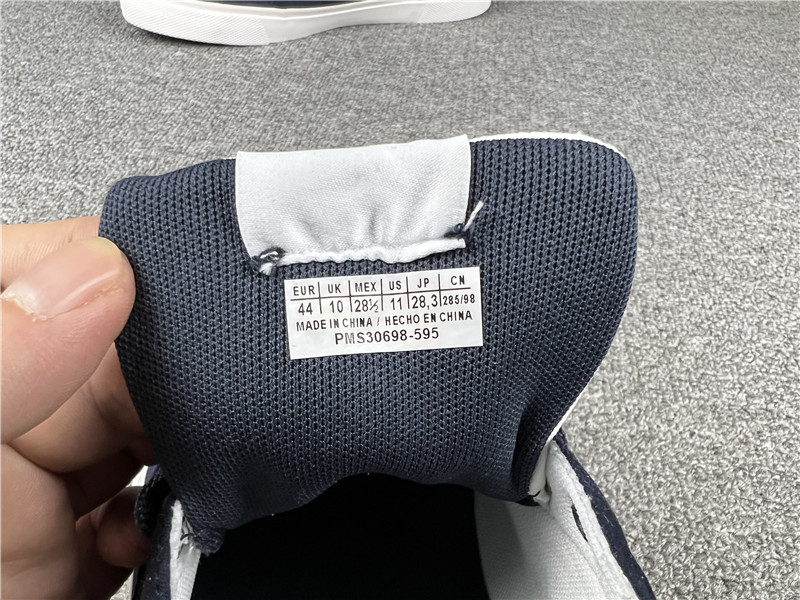 EUR UK MEX US JP CN
44 10 28½ 11 28,3 285/98
MADE IN CHINA / HECHO EN CHINA
PMS30698-595